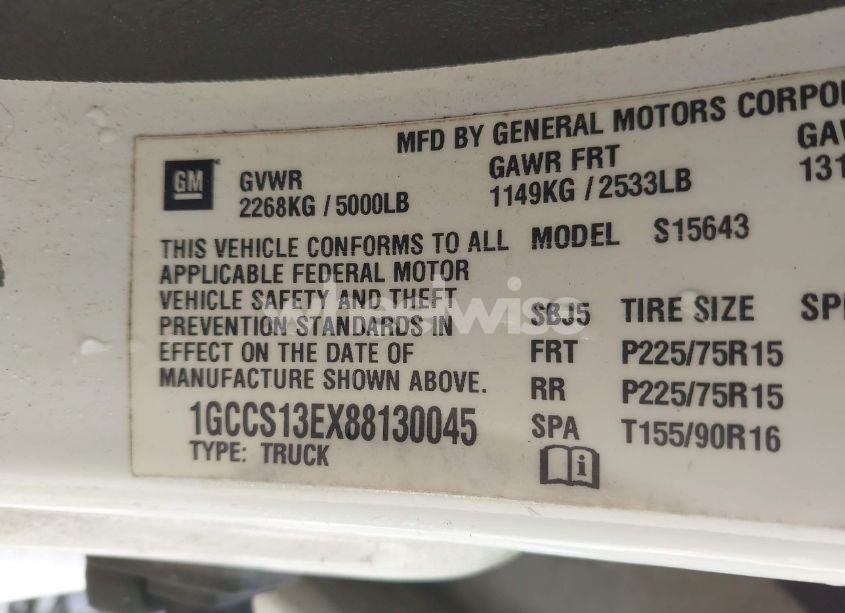 MFD BY GENERAL MOTORS CORPO
GM
GVWR
2268KG / 5000LB
GAWR FRT
1149KG / 2533LB
GA
131
THIS VEHICLE CONFORMS TO ALL
APPLICABLE FEDERAL MOTOR
VEHICLE SAFETY AND THEFT
PREVENTION STANDARDS IN
EFFECT ON THE DATE OF
MANUFACTURE SHOWN ABOVE.
1GCCS13EX88130045
TYPE: TRUCK
MODEL S15643
SBJ5 TIRE SIZE SP
FRT P225/75R15
RR P225/75R15
SPA T155/90R16
i
wheelwise